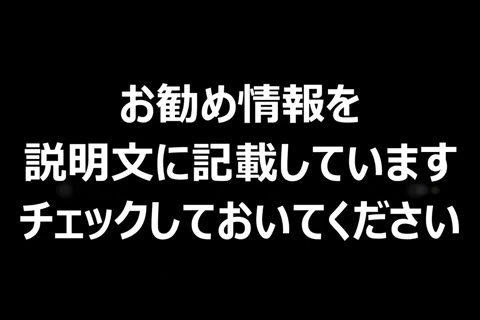 お勧め情報を
説明文に記載しています
チェックしておいてください